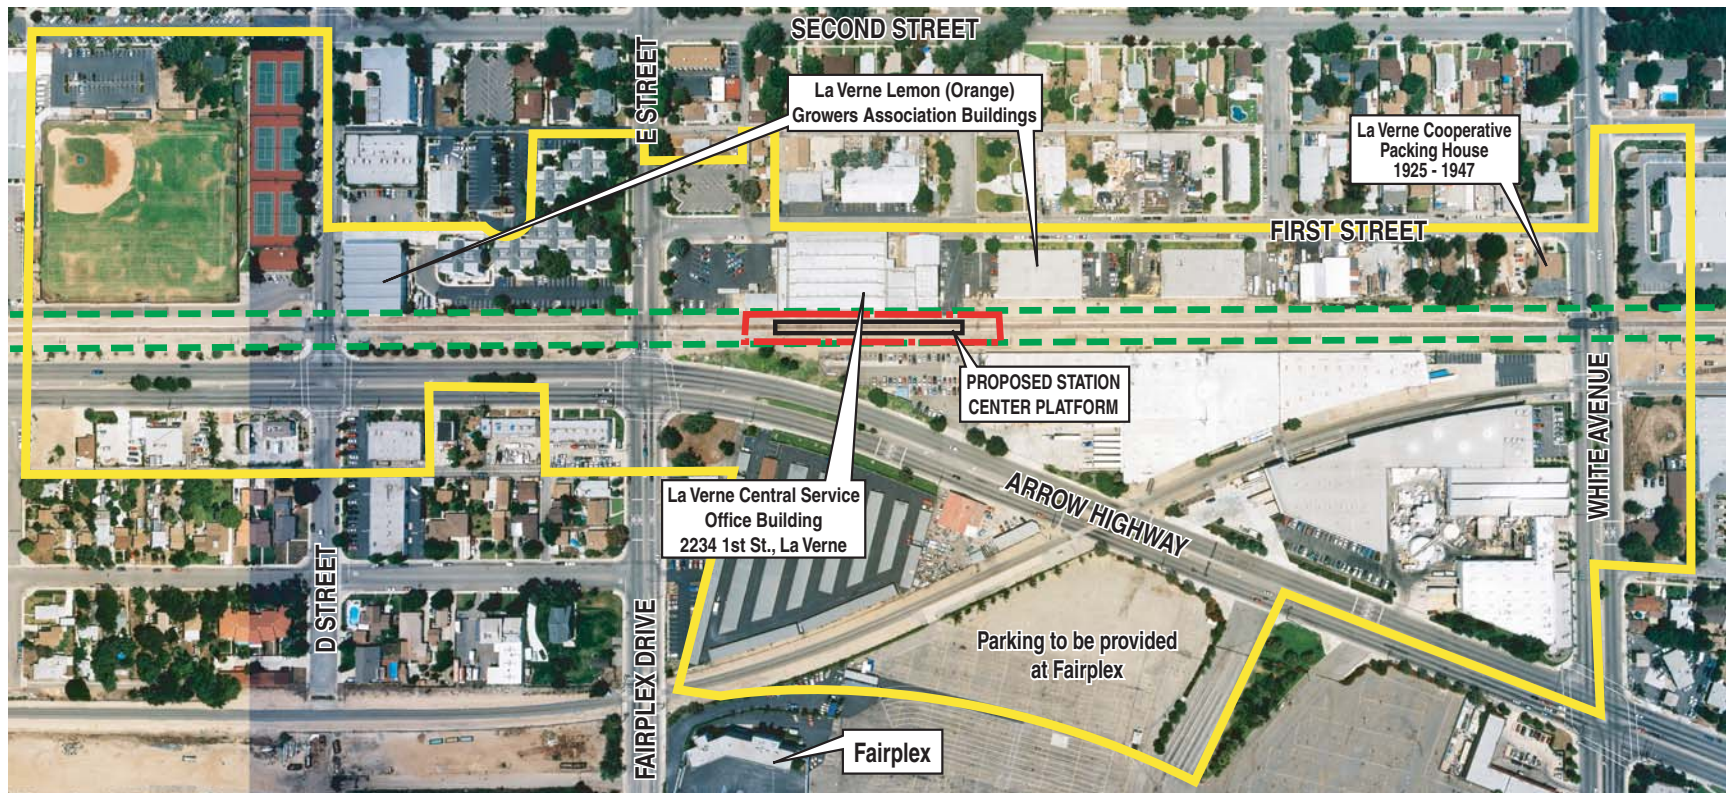 SECOND STREET
E STREET
La Verne Lemon (Orange)
Growers Association Buildings
La Verne Cooperative
Packing House
1925 - 1947
FIRST STREET
PROPOSED STATION
CENTER PLATFORM
WHITE AVENUE
La Verne Central Service
Office Building
2234 1st St., La Verne
ARROW HIGHWAY
D STREET
FAIRPLEX DRIVE
Parking to be provided
at Fairplex
Fairplex